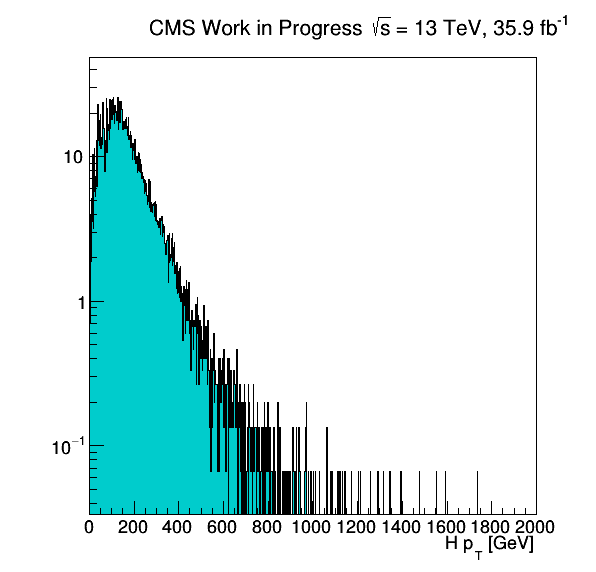 CMS Work in Progress √s = 13 TeV, 35.9 fb⁻¹
10
1
10⁻¹
0 200 400 600 800 1000 1200 1400 1600 1800 2000
H p_T [GeV]